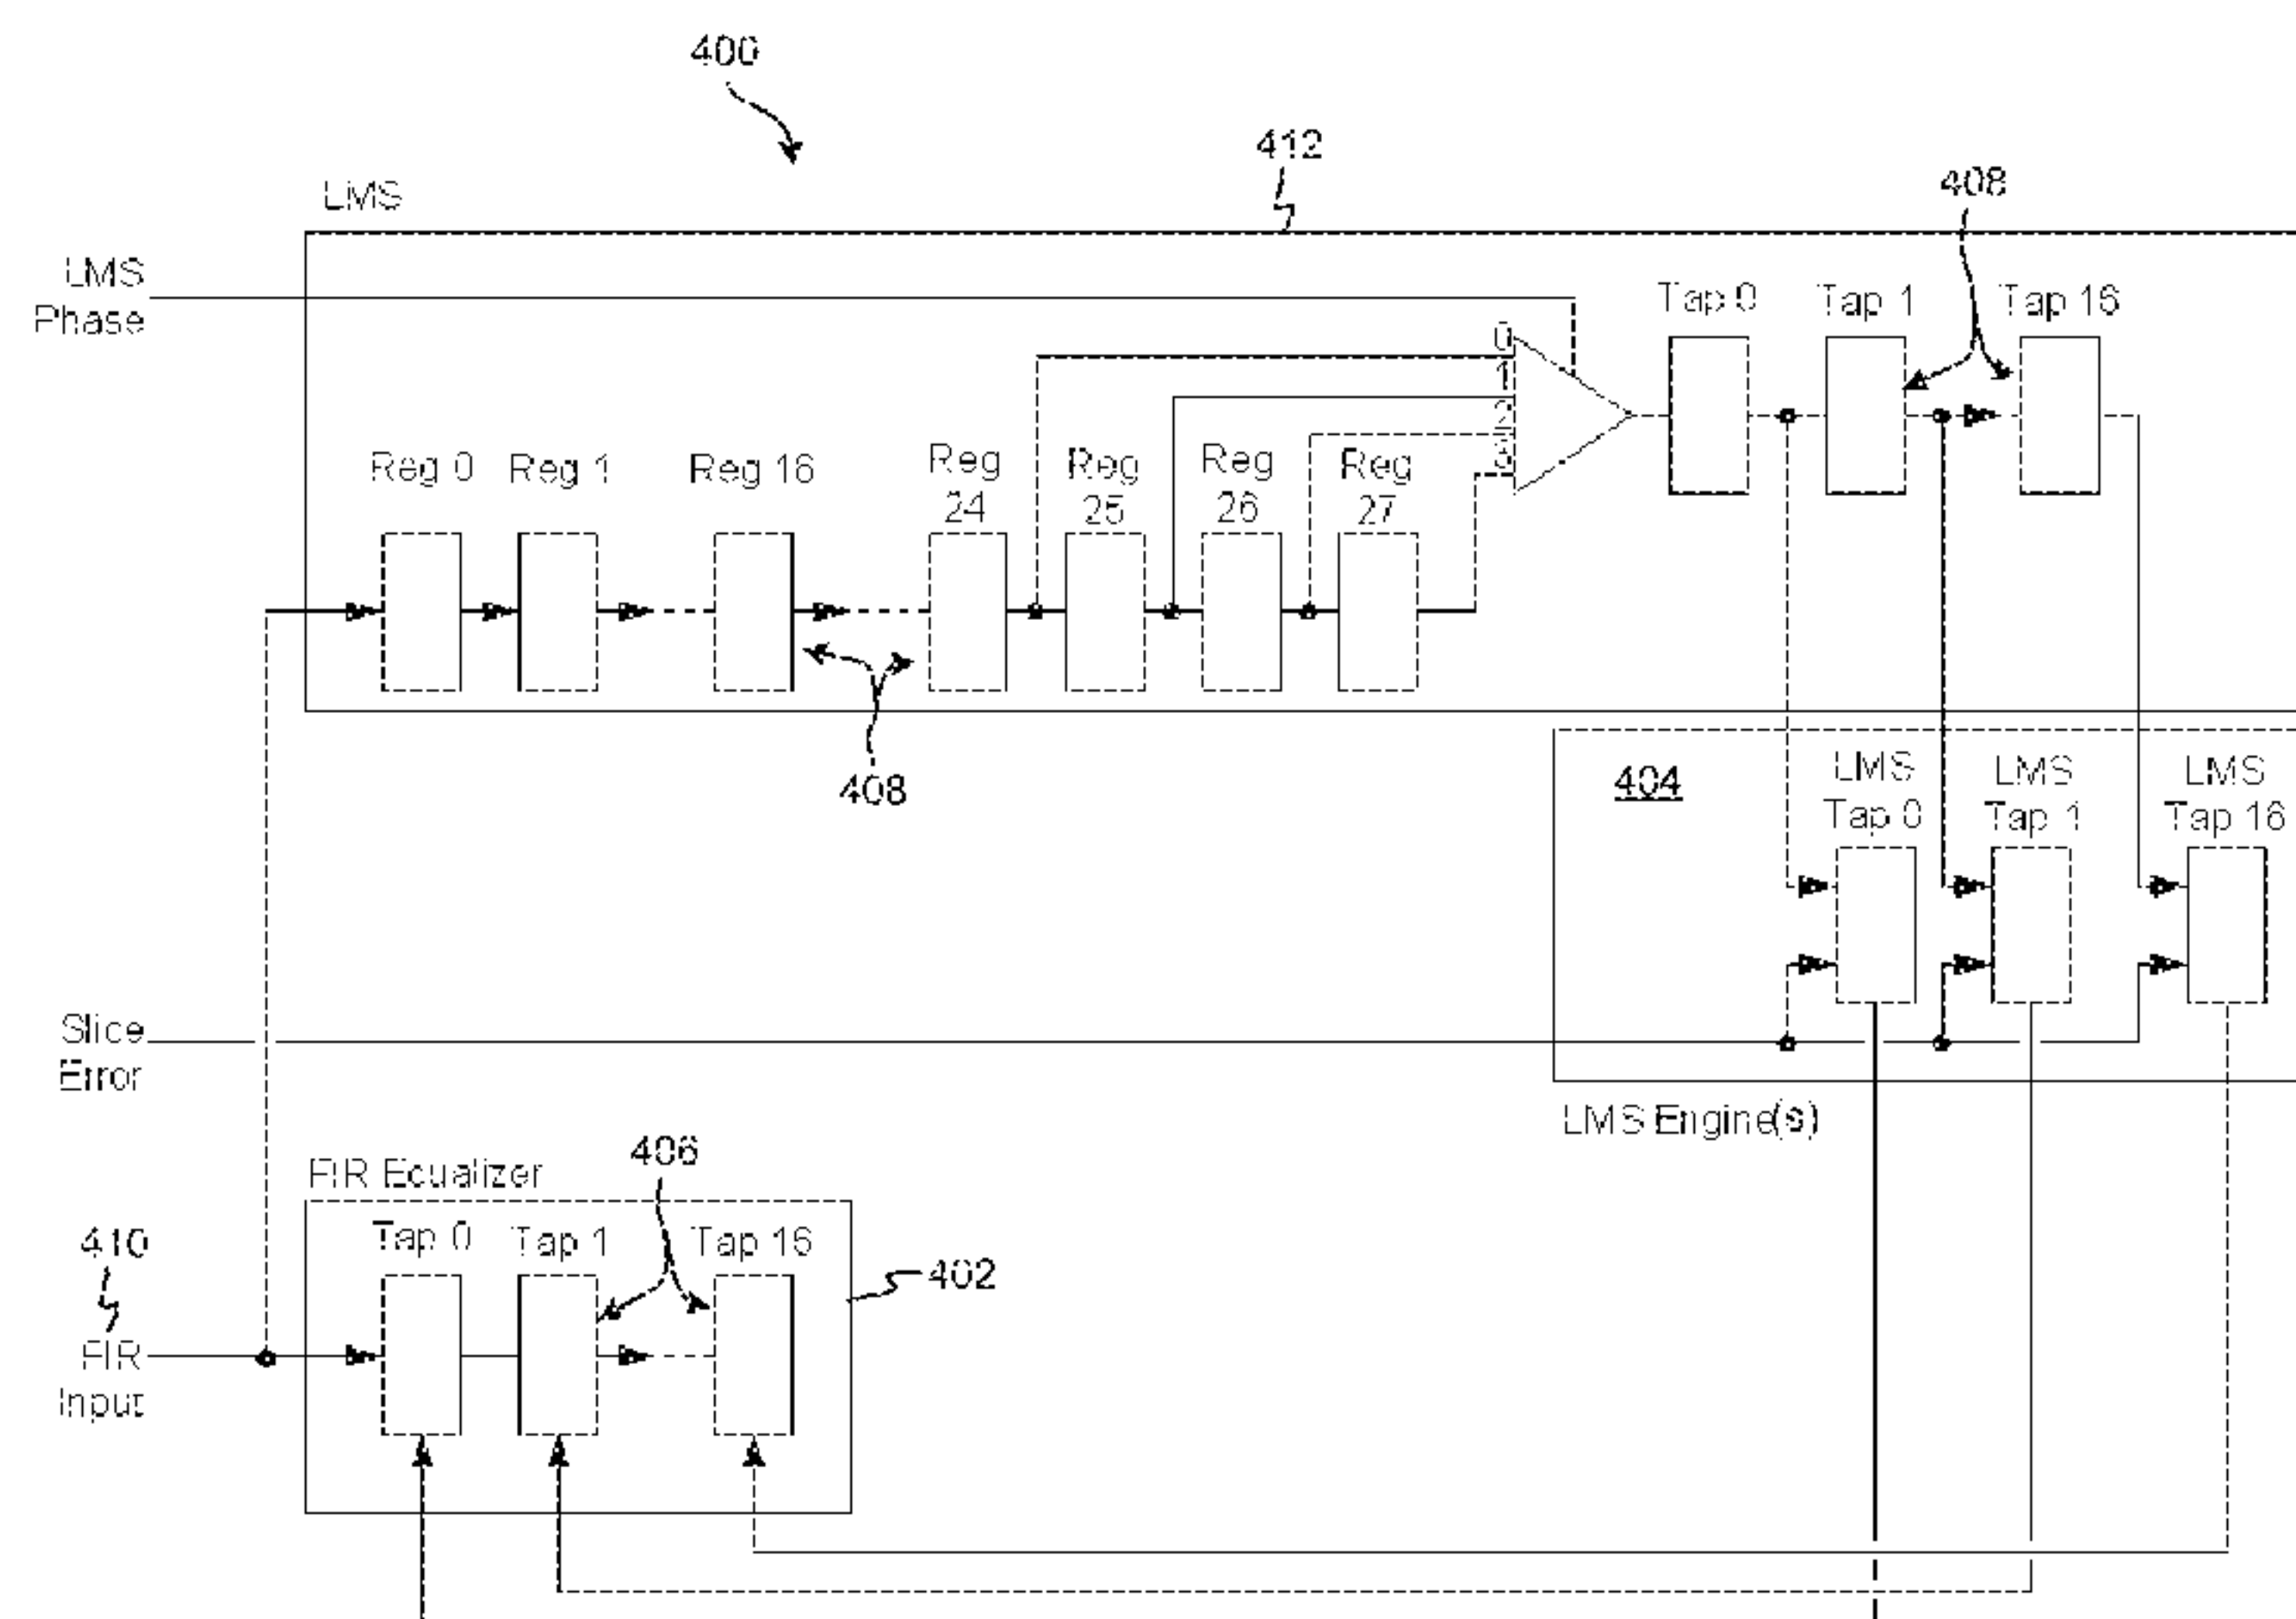 400
412
408
LMS
LMS
Phase
Tap 0 Tap 1 Tap 16
0
1
2
3
Reg 0 Reg 1 Reg 16 Reg
24 Reg
25 Reg
26 Reg
27
408
404
LMS
Tap 0
LMS
Tap 1
LMS
Tap 16
Slice
Error
LMS Engine(s)
406
FIR Equalizer
Tap 0 Tap 1 Tap 16
402
410
FIR
Input